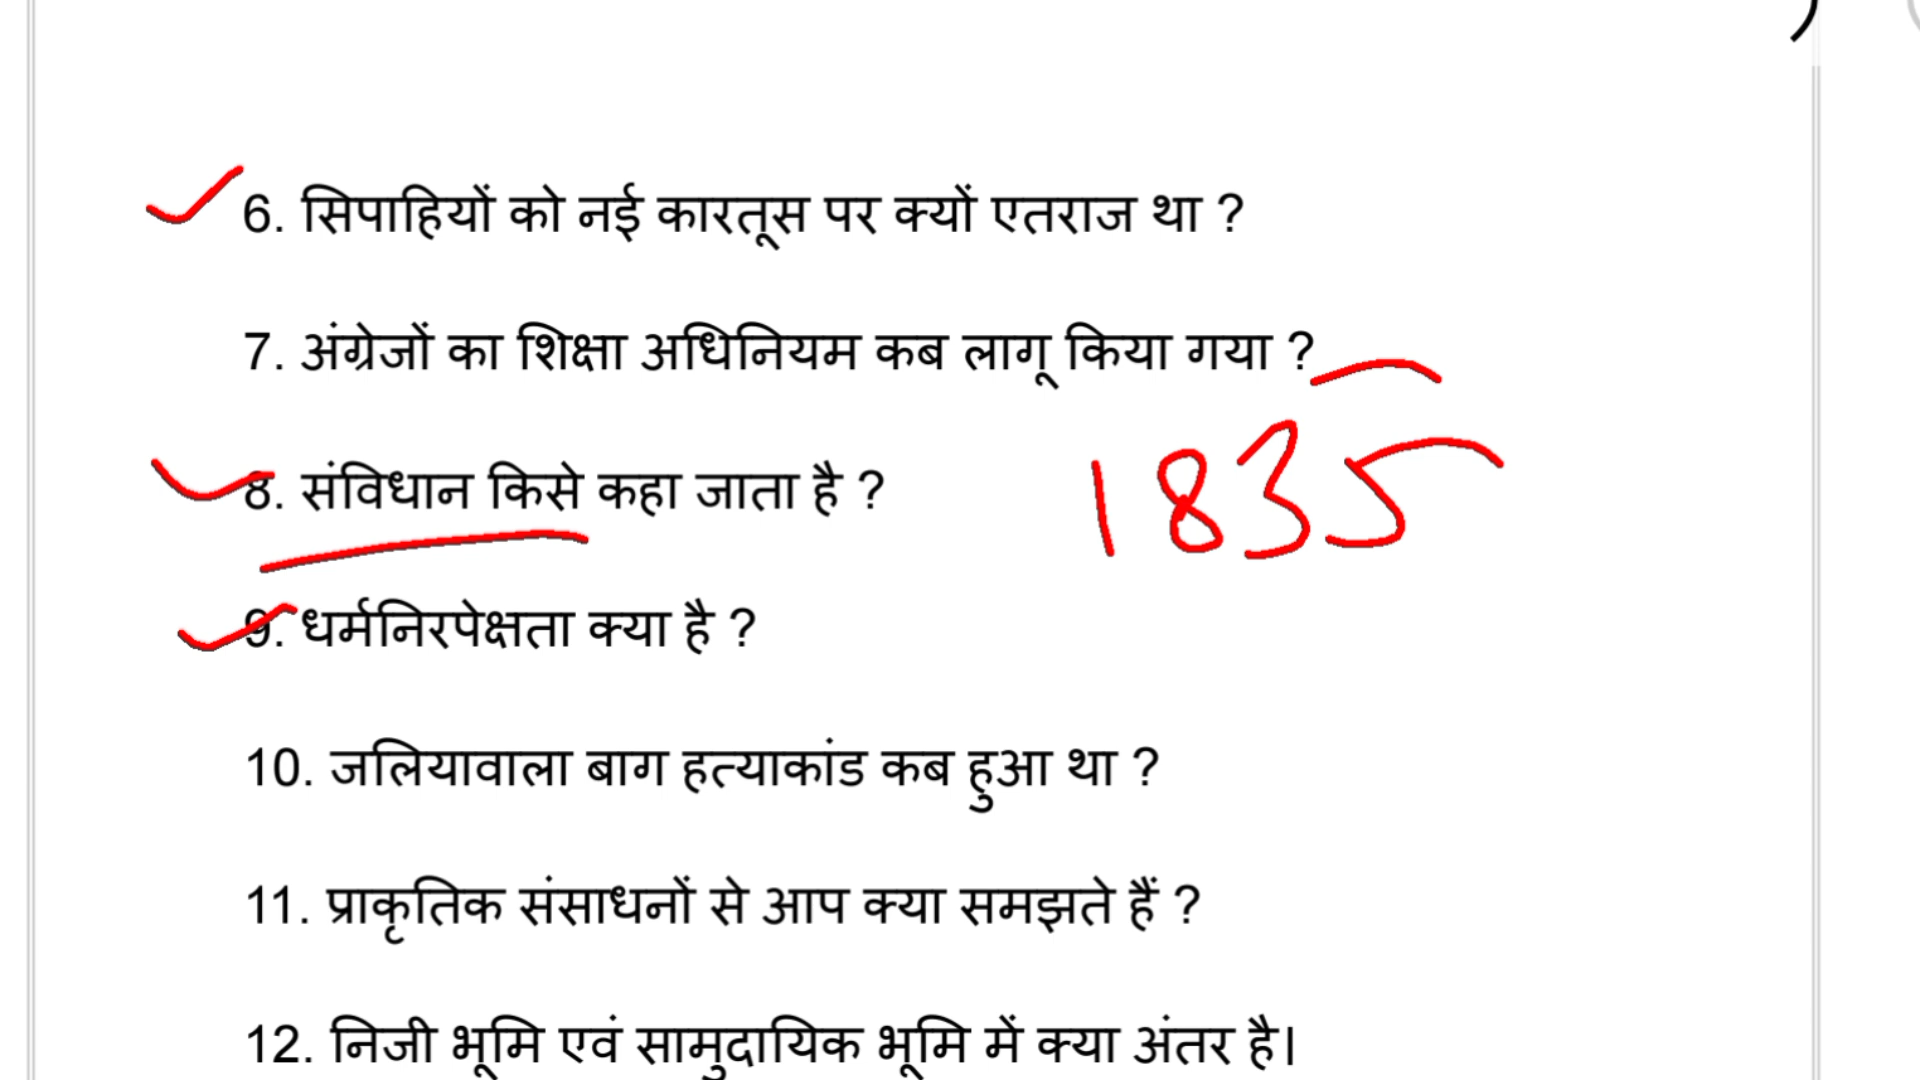 6. सिपाहियों को नई कारतूस पर क्यों एतराज था ?
7. अंग्रेजों का शिक्षा अधिनियम कब लागू किया गया ?
1835
8. संविधान किसे कहा जाता है ?
9. धर्मनिरपेक्षता क्या है ?
10. जलियावाला बाग हत्याकांड कब हुआ था ?
11. प्राकृतिक संसाधनों से आप क्या समझते हैं ?
12. निजी भूमि एवं सामुदायिक भूमि में क्या अंतर है।